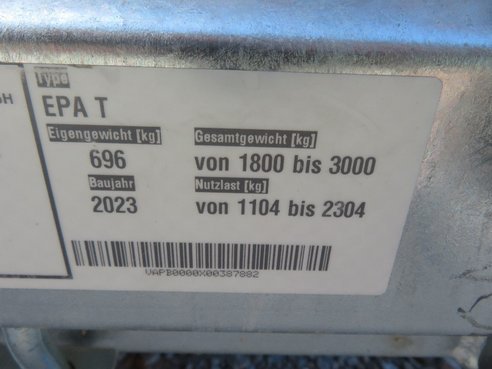 bH
Type
EPA T
Eigengewicht [kg] Gesamtgewicht [kg]
696 von 1800 bis 3000
Baujahr Nutzlast [kg]
2023 von 1104 bis 2304
VAPB0000X00387882